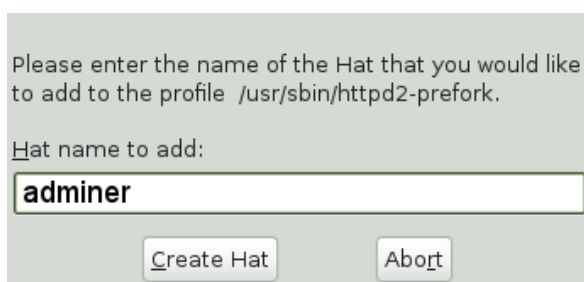 Please enter the name of the Hat that you would like
to add to the profile /usr/sbin/httpd2-prefork.
Hat name to add:
adminer
Create Hat
Abort